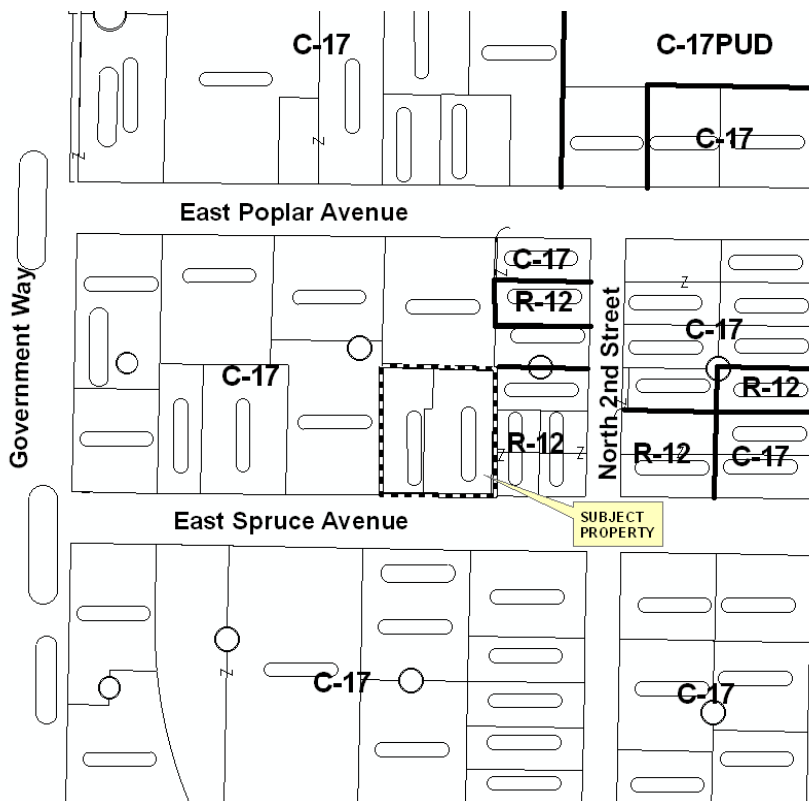 C-17
C-17PUD
C-17
East Poplar Avenue
Government Way
C-17
R-12
North 2nd Street
C-17
C-17
R-12
R-12
R-12
C-17
East Spruce Avenue
SUBJECT
PROPERTY
C-17
C-17